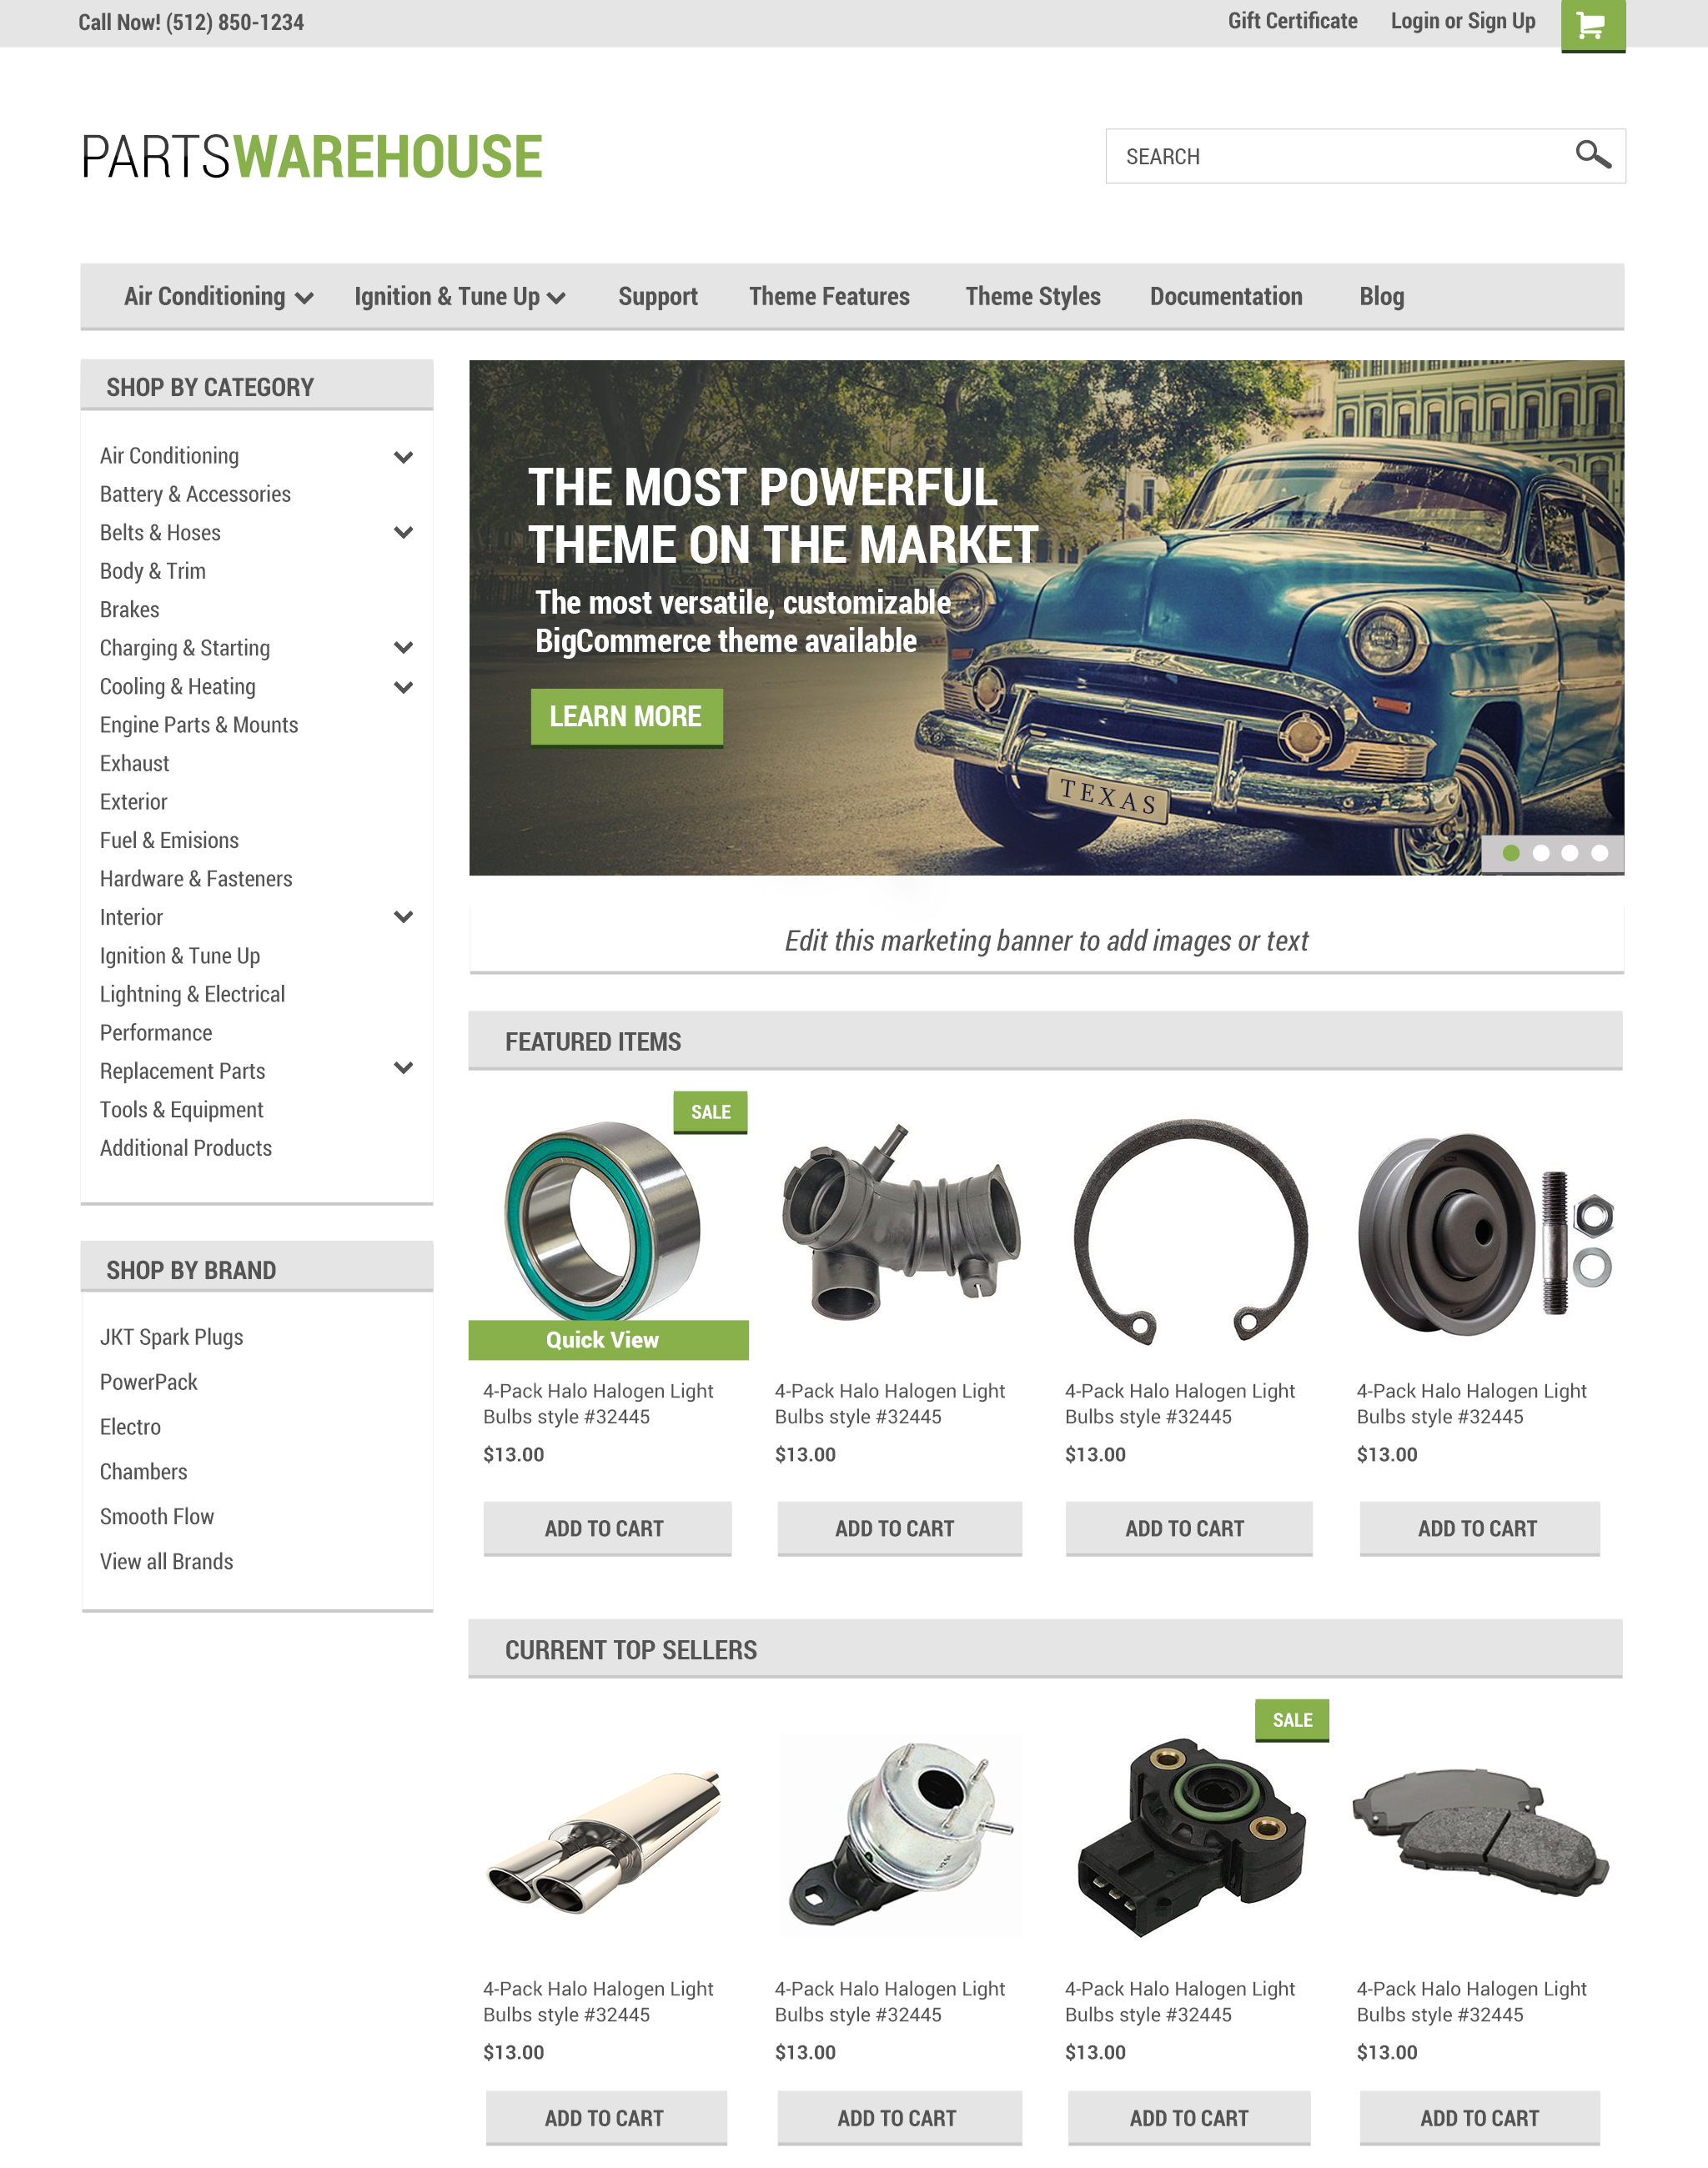 Call Now! (512) 850-1234
Gift Certificate
Login or Sign Up
PARTSWAREHOUSE
SEARCH
Air Conditioning
Ignition & Tune Up
Support
Theme Features
Theme Styles
Documentation
Blog
SHOP BY CATEGORY
Air Conditioning
Battery & Accessories
Belts & Hoses
Body & Trim
Brakes
Charging & Starting
Cooling & Heating
Engine Parts & Mounts
Exhaust
Exterior
Fuel & Emisions
Hardware & Fasteners
Interior
Ignition & Tune Up
Lightning & Electrical
Performance
Replacement Parts
Tools & Equipment
Additional Products
SHOP BY BRAND
JKT Spark Plugs
PowerPack
Electro
Chambers
Smooth Flow
View all Brands
THE MOST POWERFUL
THEME ON THE MARKET
The most versatile, customizable
BigCommerce theme available
LEARN MORE
TEXAS
Edit this marketing banner to add images or text
FEATURED ITEMS
SALE
Quick View
4-Pack Halo Halogen Light
Bulbs style #32445
$13.00
ADD TO CART
4-Pack Halo Halogen Light
Bulbs style #32445
$13.00
ADD TO CART
4-Pack Halo Halogen Light
Bulbs style #32445
$13.00
ADD TO CART
4-Pack Halo Halogen Light
Bulbs style #32445
$13.00
ADD TO CART
CURRENT TOP SELLERS
4-Pack Halo Halogen Light
Bulbs style #32445
$13.00
ADD TO CART
4-Pack Halo Halogen Light
Bulbs style #32445
$13.00
ADD TO CART
SALE
4-Pack Halo Halogen Light
Bulbs style #32445
$13.00
ADD TO CART
4-Pack Halo Halogen Light
Bulbs style #32445
$13.00
ADD TO CART